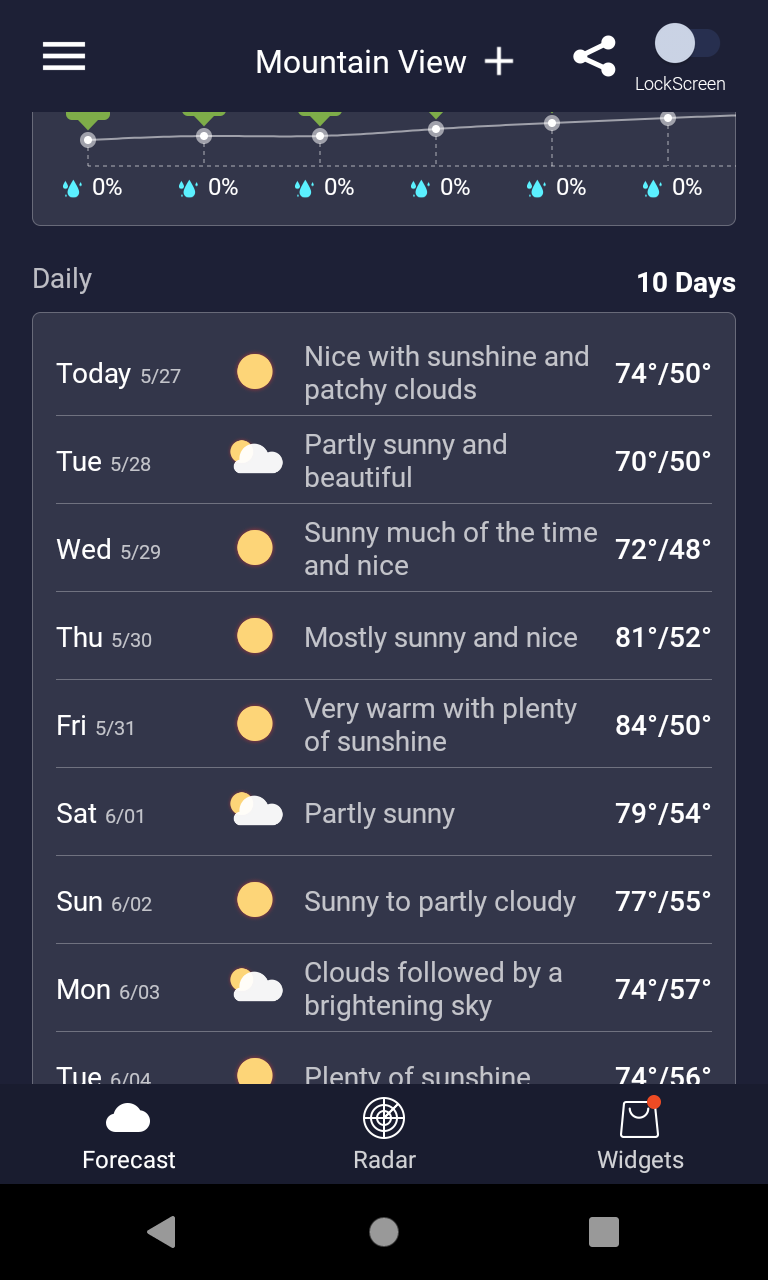 Mountain View
LockScreen
0% 0% 0% 0% 0% 0%
Daily
10 Days
Today 5/27 Nice with sunshine and patchy clouds 74°/50°
Tue 5/28 Partly sunny and beautiful 70°/50°
Wed 5/29 Sunny much of the time and nice 72°/48°
Thu 5/30 Mostly sunny and nice 81°/52°
Fri 5/31 Very warm with plenty of sunshine 84°/50°
Sat 6/01 Partly sunny 79°/54°
Sun 6/02 Sunny to partly cloudy 77°/55°
Mon 6/03 Clouds followed by a brightening sky 74°/57°
Tue 6/04 Plenty of sunshine 74°/56°
Forecast
Radar
Widgets